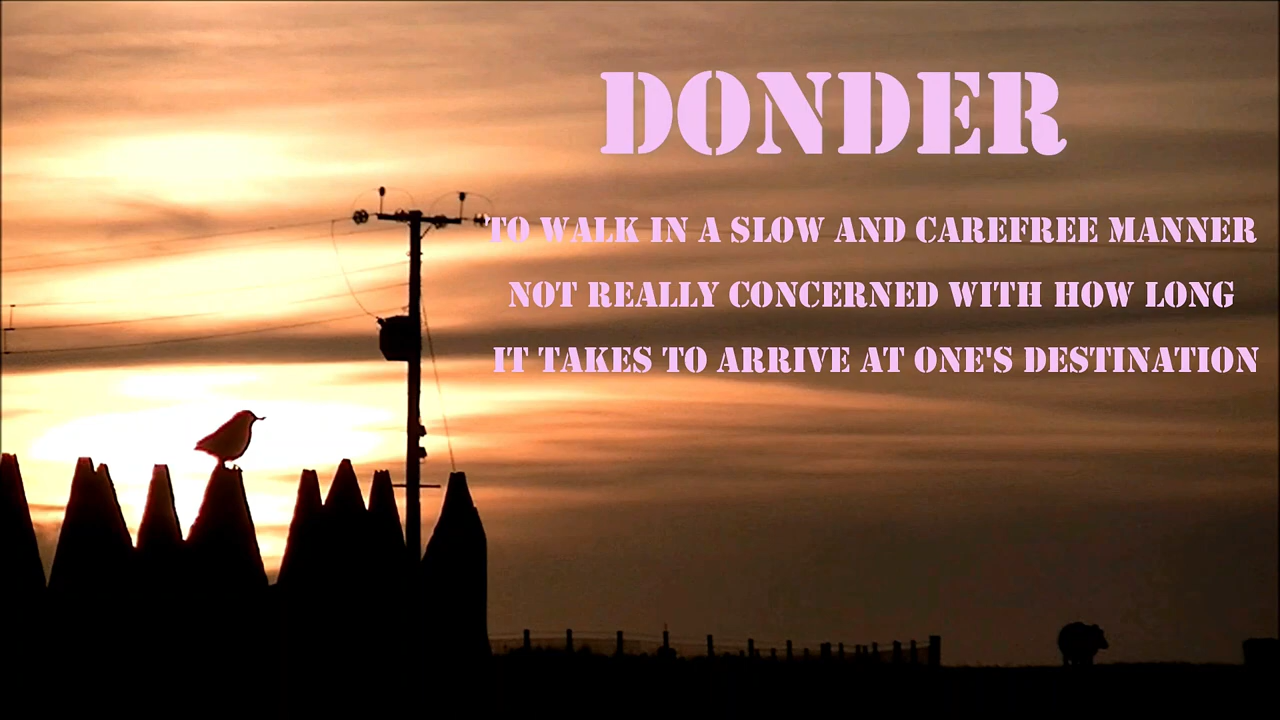 DONDER
TO WALK IN A SLOW AND CAREFREE MANNER
NOT REALLY CONCERNED WITH HOW LONG
IT TAKES TO ARRIVE AT ONE'S DESTINATION